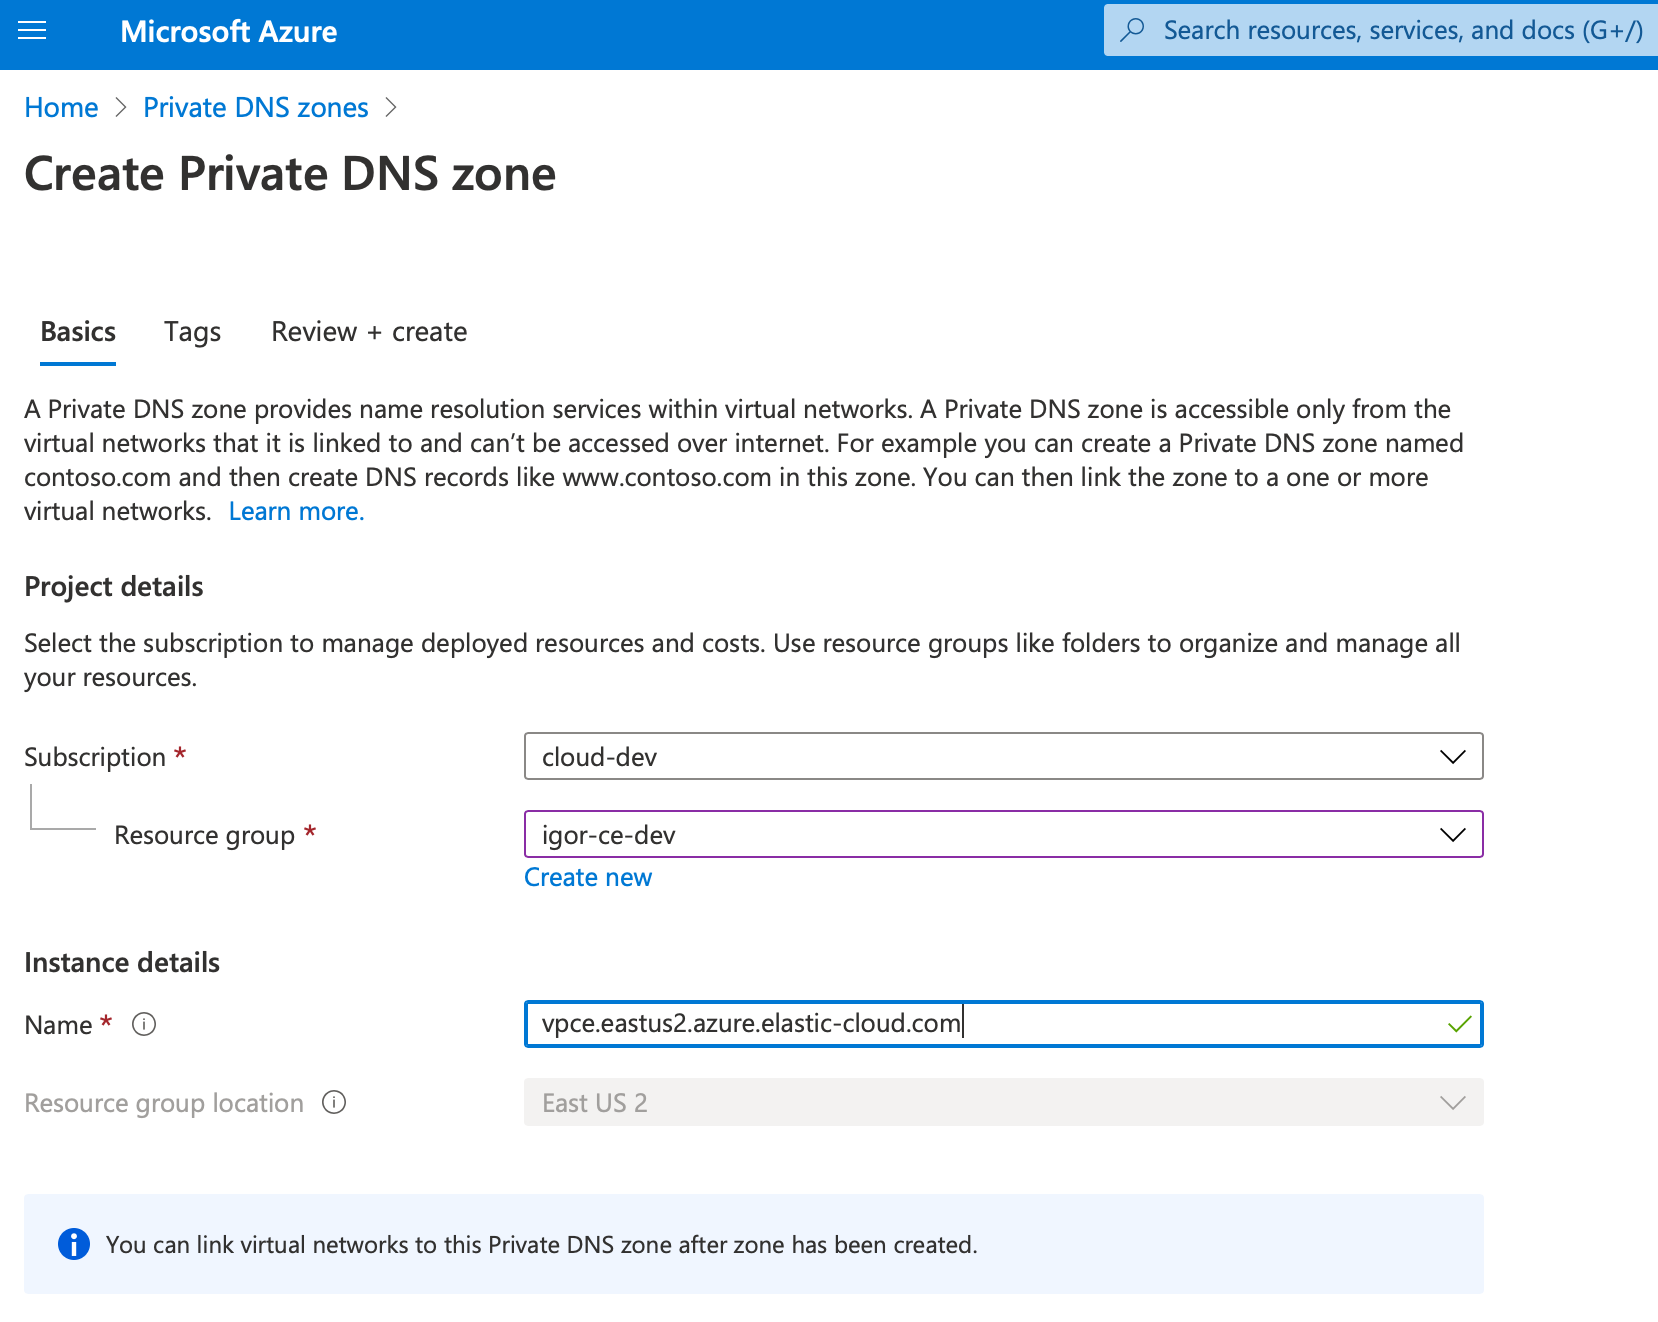 Microsoft Azure
Search resources, services, and docs (G+/)
Home > Private DNS zones >
Create Private DNS zone
Basics Tags Review + create
A Private DNS zone provides name resolution services within virtual networks. A Private DNS zone is accessible only from the
virtual networks that it is linked to and can’t be accessed over internet. For example you can create a Private DNS zone named
contoso.com and then create DNS records like www.contoso.com in this zone. You can then link the zone to a one or more
virtual networks. Learn more.
Project details
Select the subscription to manage deployed resources and costs. Use resource groups like folders to organize and manage all
your resources.
Subscription * cloud-dev
Resource group * igor-ce-dev
Create new
Instance details
Name * vpce.eastus2.azure.elastic-cloud.com
Resource group location East US 2
You can link virtual networks to this Private DNS zone after zone has been created.